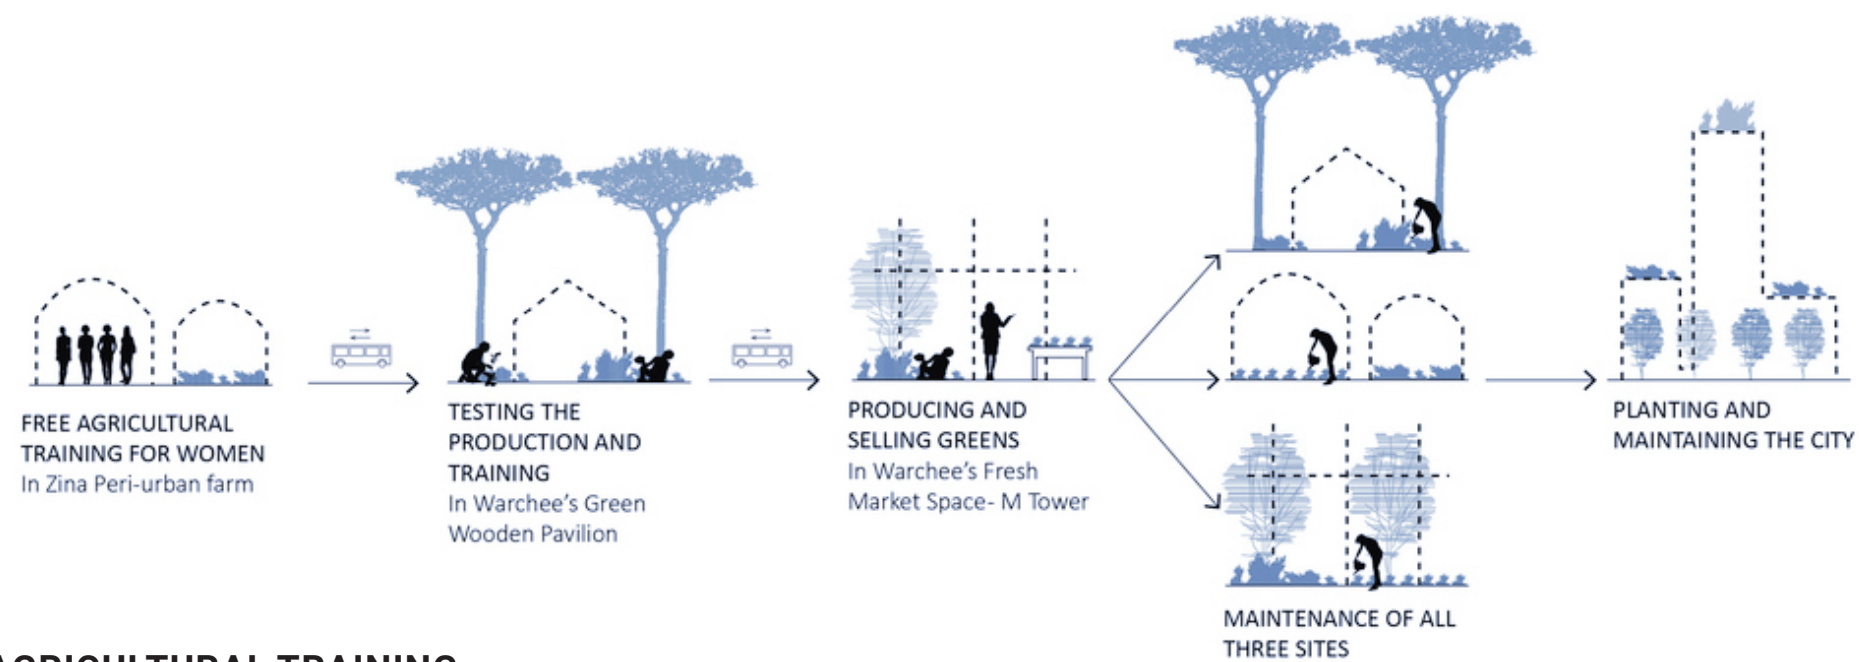 FREE AGRICULTURAL
TRAINING FOR WOMEN
In Zina Peri-urban farm
TESTING THE
PRODUCTION AND
TRAINING
In Warchee's Green
Wooden Pavilion
PRODUCING AND
SELLING GREENS
In Warchee's Fresh
Market Space- M Tower
MAINTENANCE OF ALL
THREE SITES
PLANTING AND
MAINTAINING THE CITY
AGRICULTURAL TRAINING